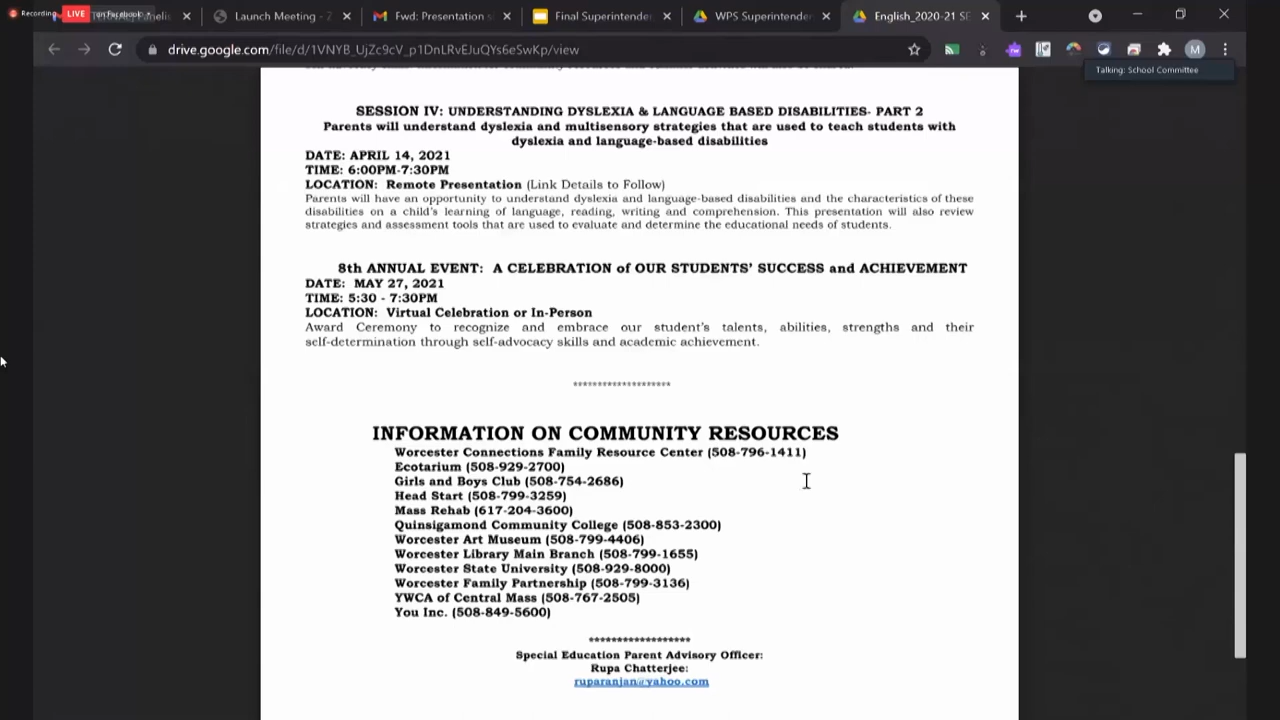 Recording LIVE on Facebook
Launch Meeting - Z
Fwd: Presentation
Final Superintende
WPS Superintende
English_2020-21 SE
drive.google.com/file/d/1VNYB_UjZc9cV_p1DnLRvEJuQYs6eSwKp/view
M
Talking: School Committee
SESSION IV: UNDERSTANDING DYSLEXIA & LANGUAGE BASED DISABILITIES- PART 2
Parents will understand dyslexia and multisensory strategies that are used to teach students with
dyslexia and language-based disabilities
DATE: APRIL 14, 2021
TIME: 6:00PM-7:30PM
LOCATION: Remote Presentation (Link Details to Follow)
Parents will have an opportunity to understand dyslexia and language-based disabilities and the characteristics of these
disabilities on a child's learning of language, reading, writing and comprehension. This presentation will also review
strategies and assessment tools that are used to evaluate and determine the educational needs of students.
8th ANNUAL EVENT: A CELEBRATION of OUR STUDENTS' SUCCESS and ACHIEVEMENT
DATE: MAY 27, 2021
TIME: 5:30 - 7:30PM
LOCATION: Virtual Celebration or In-Person
Award Ceremony to recognize and embrace our student's talents, abilities, strengths and their
self-determination through self-advocacy skills and academic achievement.
********************
INFORMATION ON COMMUNITY RESOURCES
Worcester Connections Family Resource Center (508-796-1411)
Ecotarium (508-929-2700)
Girls and Boys Club (508-754-2686)
Head Start (508-799-3259)
Mass Rehab (617-204-3600)
Quinsigamond Community College (508-853-2300)
Worcester Art Museum (508-799-4406)
Worcester Library Main Branch (508-799-1655)
Worcester State University (508-929-8000)
Worcester Family Partnership (508-799-3136)
YWCA of Central Mass (508-767-2505)
You Inc. (508-849-5600)
******************
Special Education Parent Advisory Officer:
Rupa Chatterjee:
ruparanjan@yahoo.com